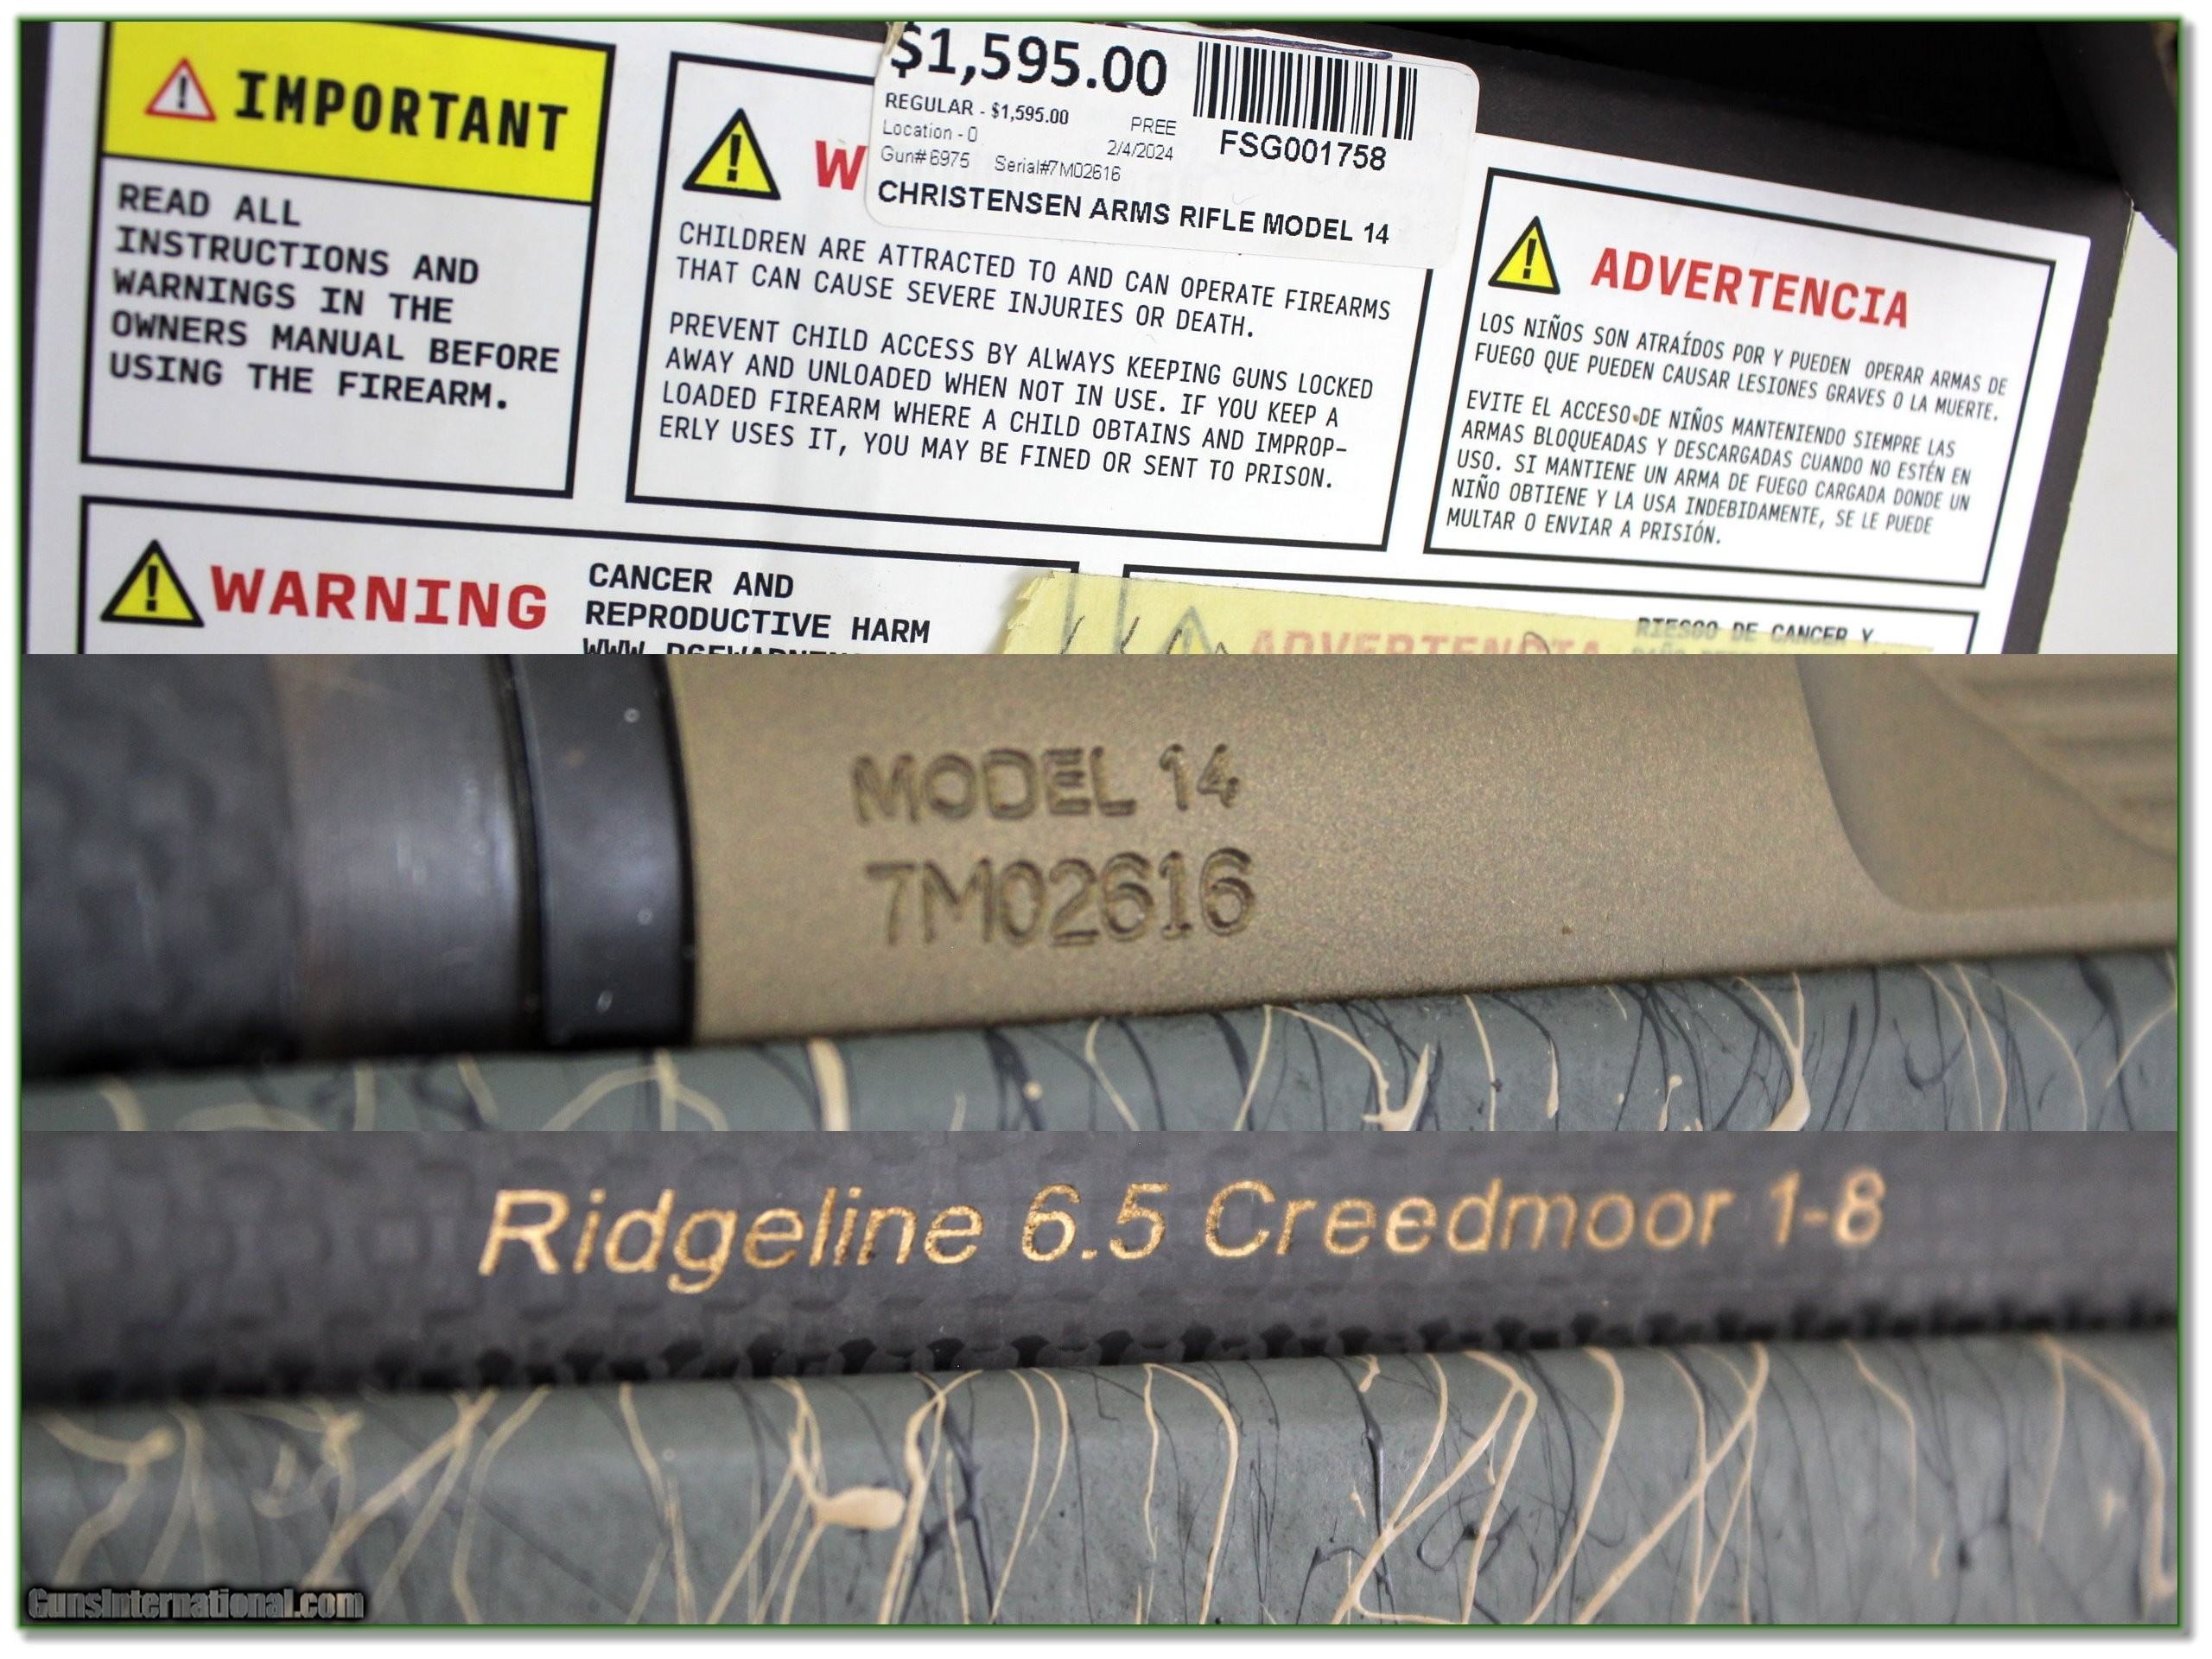 IMPORTANT
READ ALL
INSTRUCTIONS AND
WARNINGS IN THE
OWNERS MANUAL BEFORE
USING THE FIREARM.
$1,595.00
REGULAR - $1,595.00
PREE
Location - 0
2/4/2024
Gun# 6975 Serial#7M02616
FSG001758
CHRISTENSEN ARMS RIFLE MODEL 14
CHILDREN ARE ATTRACTED TO AND CAN OPERATE FIREARMS
THAT CAN CAUSE SEVERE INJURIES OR DEATH.
PREVENT CHILD ACCESS BY ALWAYS KEEPING GUNS LOCKED
AWAY AND UNLOADED WHEN NOT IN USE. IF YOU KEEP A
LOADED FIREARM WHERE A CHILD OBTAINS AND IMPROP-
ERLY USES IT, YOU MAY BE FINED OR SENT TO PRISON.
ADVERTENCIA
LOS NIÑOS SON ATRAÍDOS POR Y PUEDEN OPERAR ARMAS DE
FUEGO QUE PUEDEN CAUSAR LESIONES GRAVES O LA MUERTE.
EVITE EL ACCESO DE NIÑOS MANTENIENDO SIEMPRE LAS
ARMAS BLOQUEADAS Y DESCARGADAS CUANDO NO ESTÉN EN
USO. SI MANTIENE UN ARMA DE FUEGO CARGADA DONDE UN
NIÑO OBTIENE Y LA USA INDEBIDAMENTE, SE LE PUEDE
MULTAR O ENVIAR A PRISIÓN.
WARNING
CANCER AND
REPRODUCTIVE HARM
ADVERTENCIA
RIESGO DE CANCER Y
MODEL 14
7M02616
Ridgeline 6.5 Creedmoor 1-8
GunsInternational.com